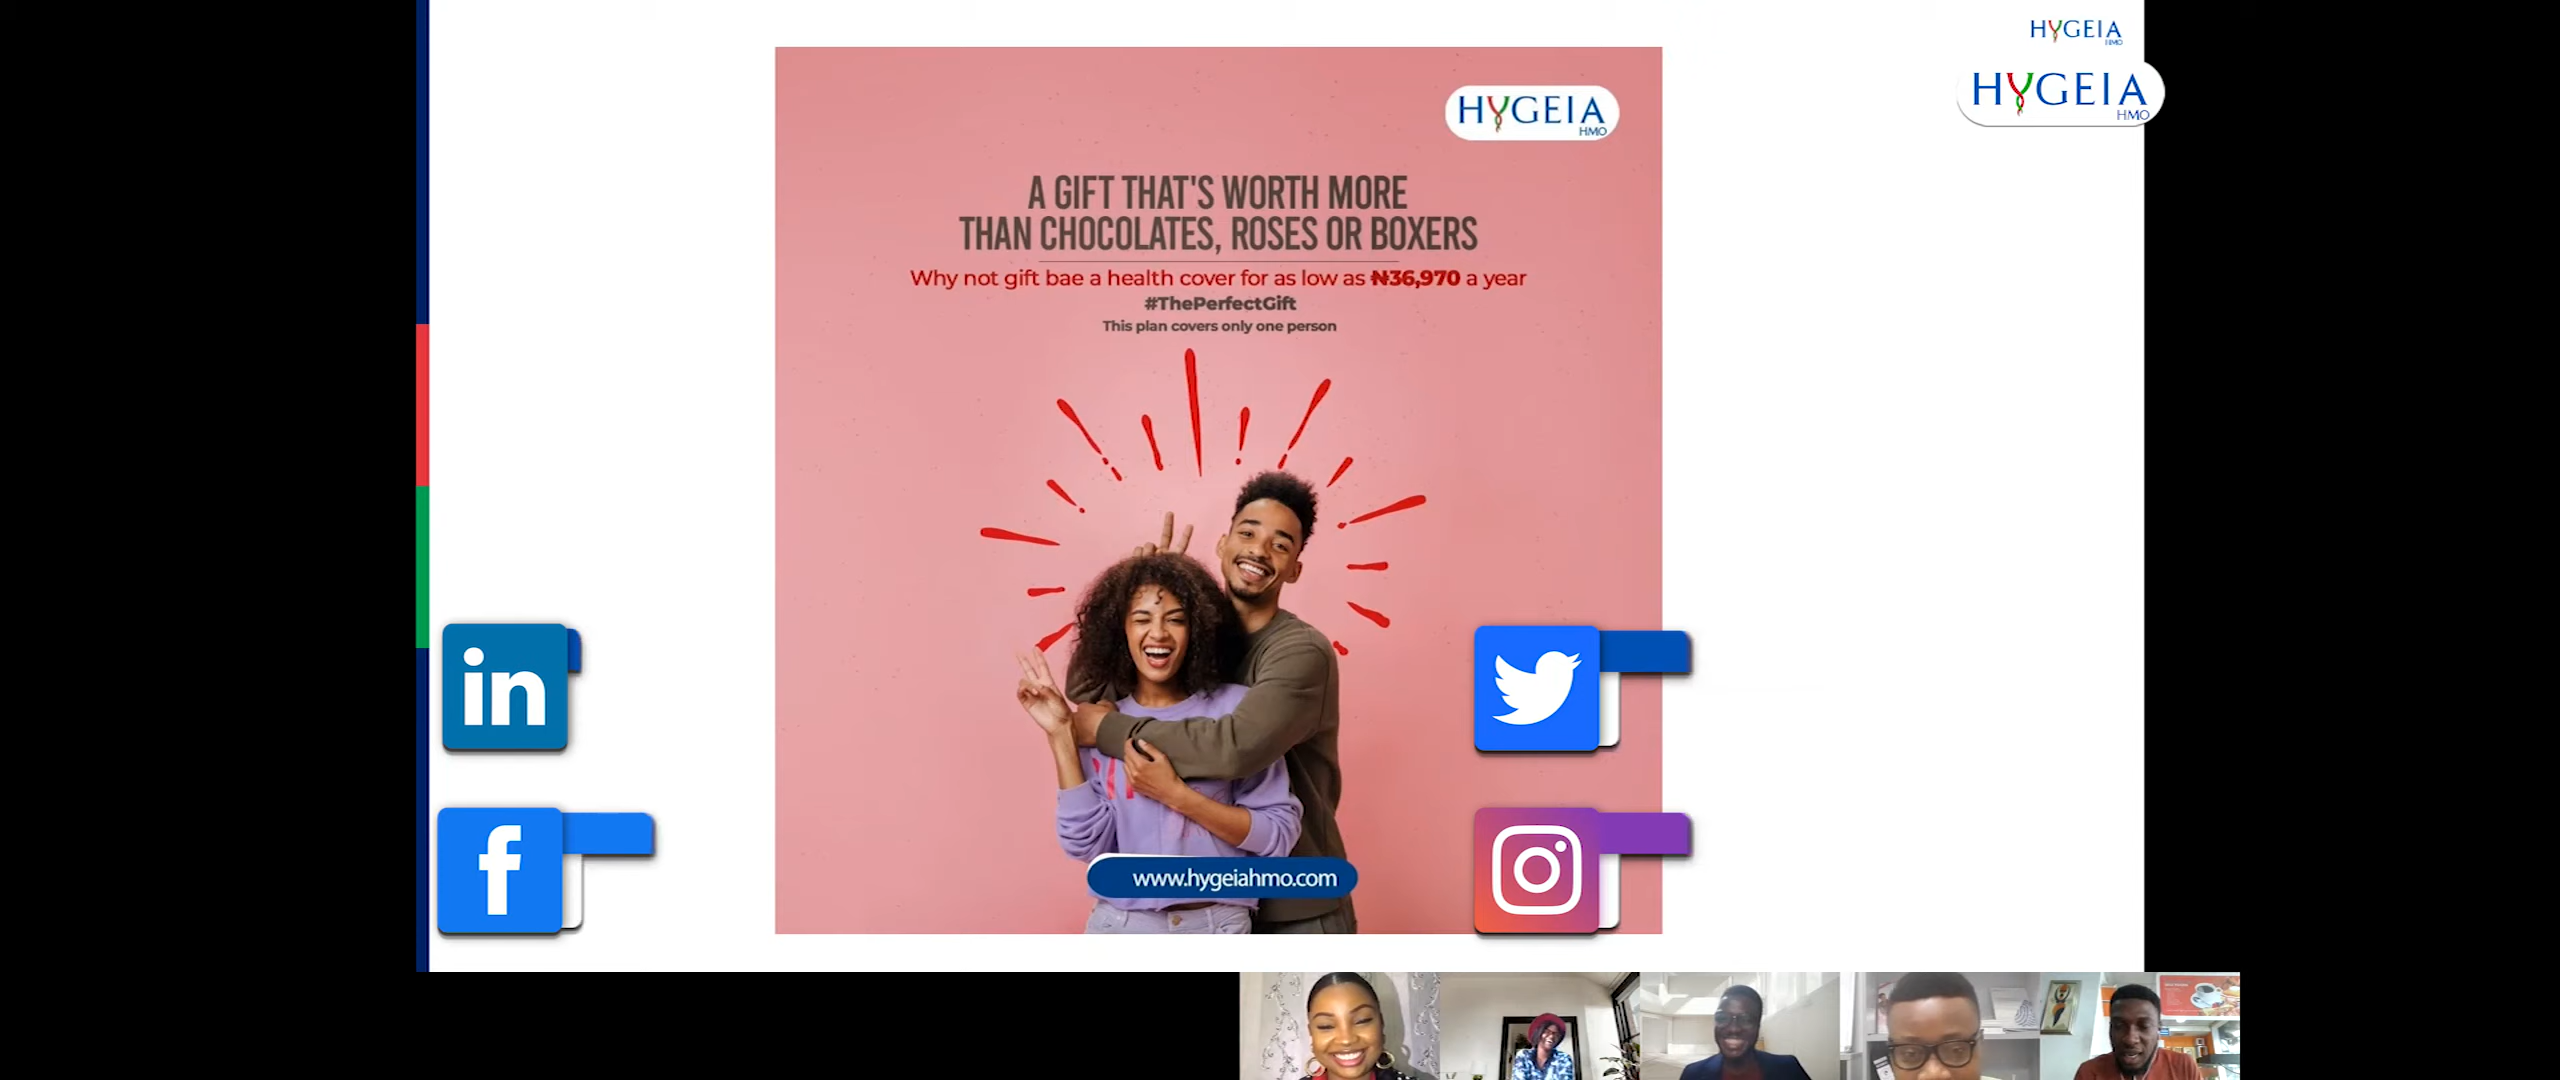 HYGEIA
HMO
HYGEIA
HMO
HYGEIA
HMO
A GIFT THAT'S WORTH MORE
THAN CHOCOLATES, ROSES OR BOXERS
Why not gift bae a health cover for as low as ₦36,970 a year
#ThePerfectGift
This plan covers only one person
in
f
www.hygeiahmo.com